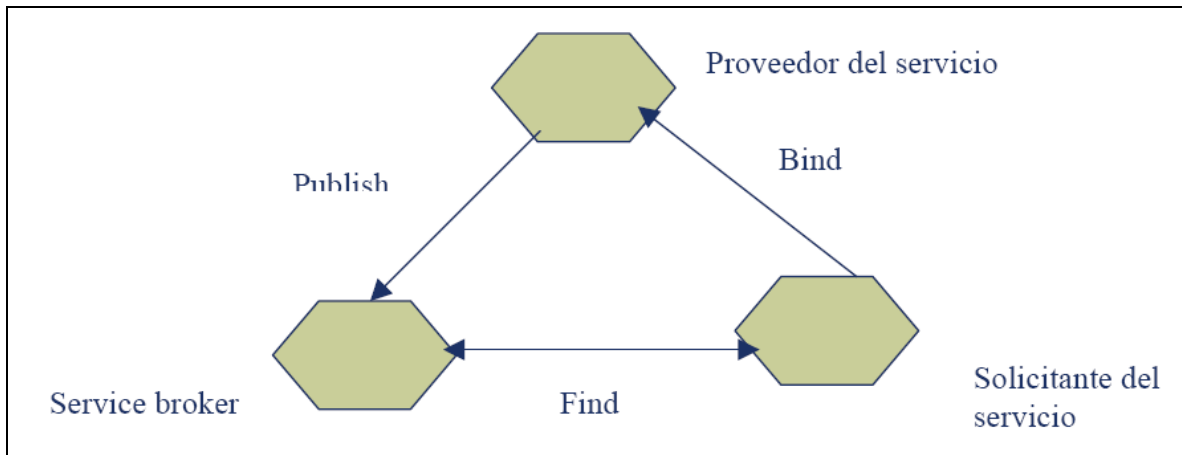 Proveedor del servicio
Bind
Publish
Service broker
Find
Solicitante del
servicio